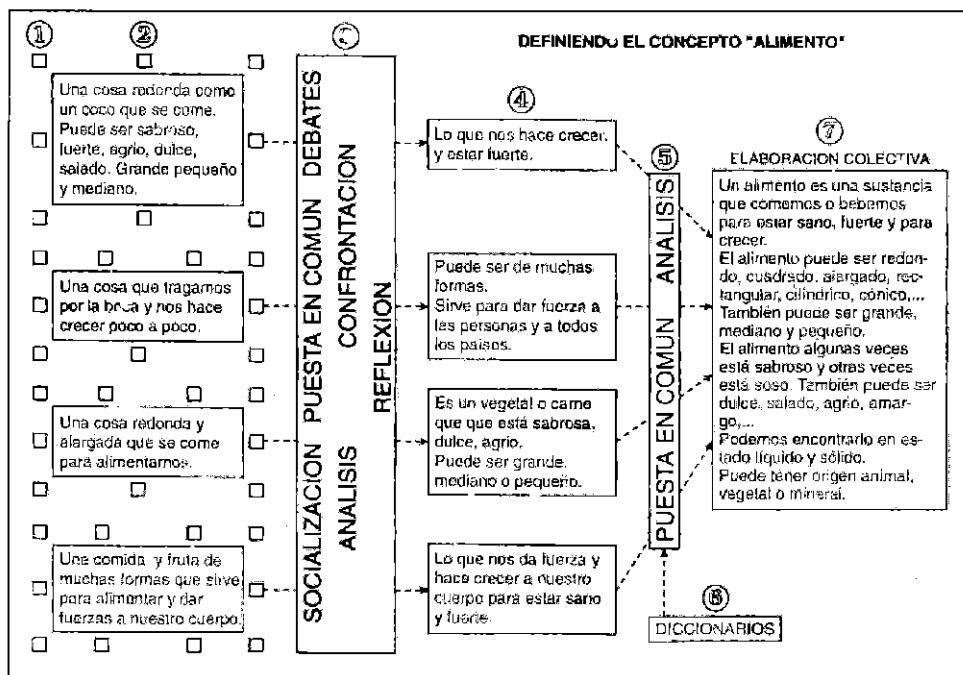 ①
②
DEFINIENDO EL CONCEPTO "ALIMENTO"
Una cosa redonda como
un coco que se come.
Puede ser sabroso,
fuerte, agrio, dulce,
salado. Grande pequeño
y mediano.
Una cosa que tragamos
por la boca y nos hace
crecer poco a poco.
Una cosa redonda y
alargada que se come
para alimentarnos.
Una comida y fruta de
muchas formas que sirve
para alimentar y dar
fuerzas a nuestro cuerpo.
SOCIALIZACION PUESTA EN COMUN DEBATES
ANALISIS CONFRONTACION
REFLEXION
④
Lo que nos hace crecer
y estar fuerte.
Puede ser de muchas
formas.
Sirve para dar fuerza a
las personas y a todos
los países.
Es un vegetal o carne
que que está sabrosa,
dulce, agrio.
Puede ser grande,
mediano o pequeño.
Lo que nos da fuerza y
hace crecer a nuestro
cuerpo para estar sano
y fuerte.
⑤
PUESTA EN COMUN ANALISIS
⑥
DICCIONARIOS
⑦
ELABORACION COLECTIVA
Un alimento es una sustancia
que comemos o bebemos
para estar sano, fuerte y para
crecer.
El alimento puede ser redon-
do, cuadrado, alargado, rec-
tangular, cilíndrico, cónico,...
También puede ser grande,
mediano y pequeño.
El alimento algunas veces
está sabroso y otras veces
está soso. También puede ser
dulce, salado, agrio, amar-
go,...
Podemos encontrarlo en es-
tado líquido y sólido.
Puede tener origen animal,
vegetal o mineral.